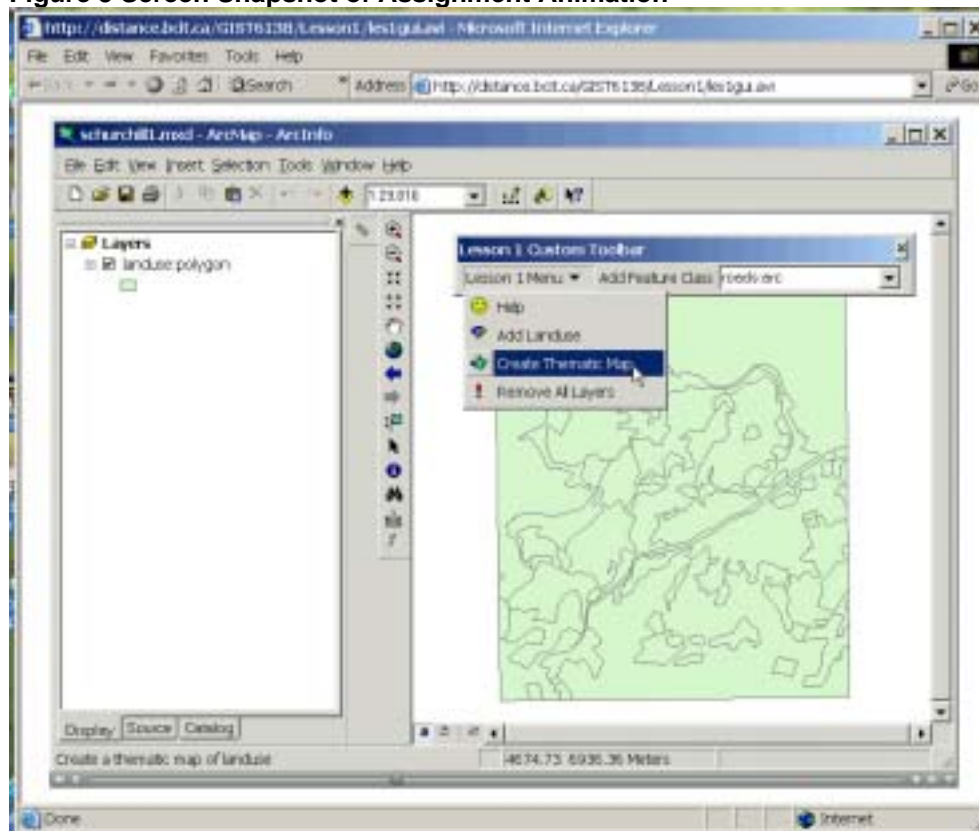 Figure 3 Screen Snapshot of Assignment Animation
http://distance.bcit.ca/GIST6138/Lesson1/les1gui.avi - Microsoft Internet Explorer
File Edit View Favorites Tools Help
Search Address http://distance.bcit.ca/GIST6138/Lesson1/les1gui.avi Go
schurchill1.mxd - ArcMap - ArcInfo
File Edit View Insert Selection Tools Window Help
Layers
landuse polygon
Lesson 1 Custom Toolbar
Lesson 1 Menu Add Feature Class roads arc
Help
Add Landuse
Create Thematic Map
Remove All Layers
Display Source Catalog
Create a thematic map of landuse
-4674.73 6936.36 Meters
Done
Internet